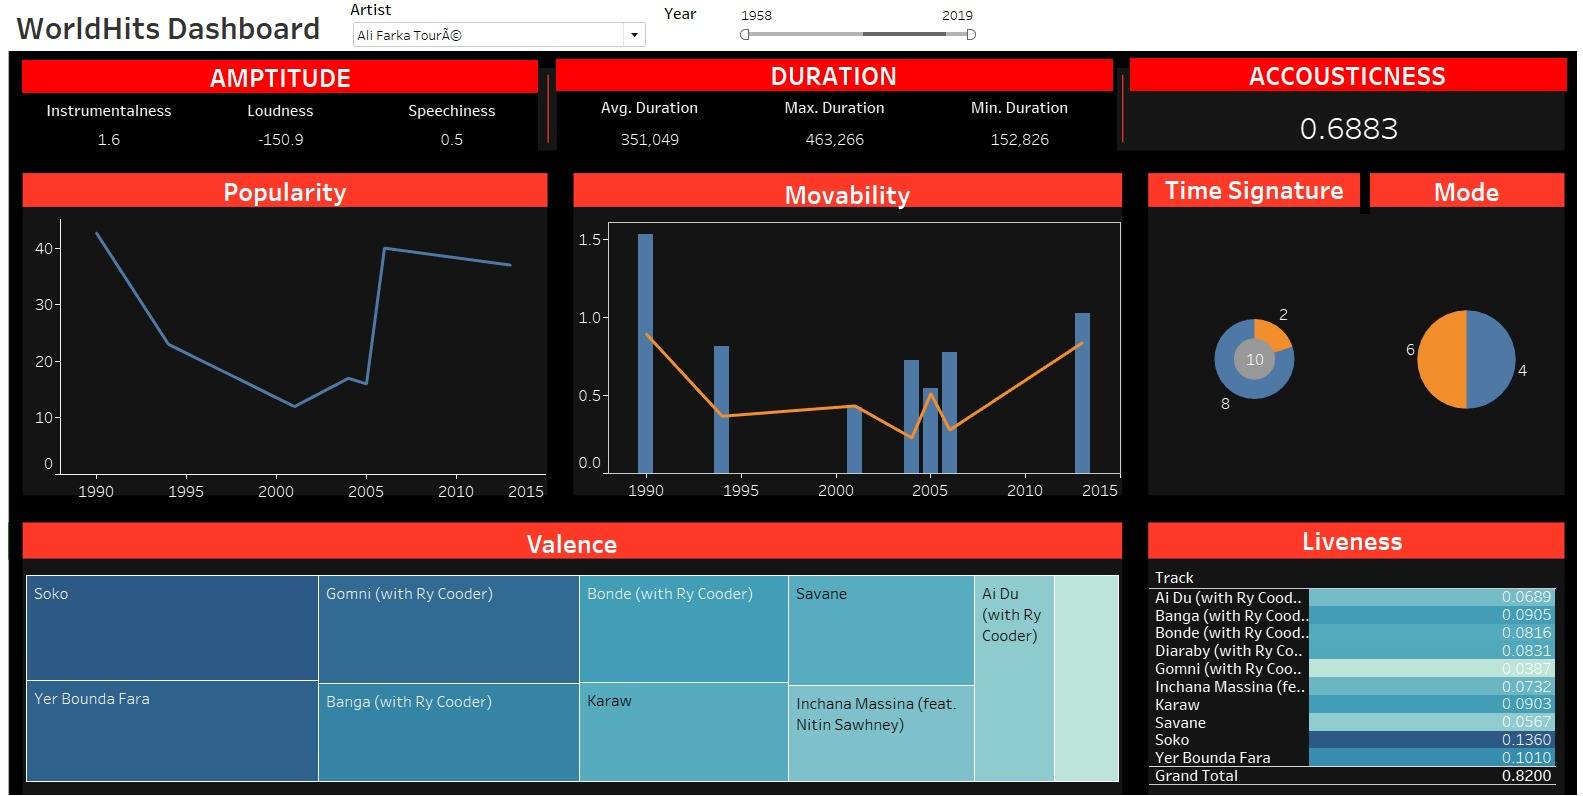 WorldHits Dashboard
Artist
Ali Farka TourÃ©
Year
1958
2019
AMPTITUDE
Instrumentalness
Loudness
Speechiness
1.6
-150.9
0.5
DURATION
Avg. Duration
Max. Duration
Min. Duration
351,049
463,266
152,826
ACCOUSTICNESS
0.6883
Popularity
40
30
20
10
0
1990
1995
2000
2005
2010
2015
Movability
1.5
1.0
0.5
0.0
1990
1995
2000
2005
2010
2015
Time Signature
2
10
8
Mode
6
4
Valence
Soko
Yer Bounda Fara
Gomni (with Ry Cooder)
Banga (with Ry Cooder)
Bonde (with Ry Cooder)
Karaw
Savane
Inchana Massina (feat.
Nitin Sawhney)
Ai Du
(with Ry
Cooder)
Liveness
Track
Ai Du (with Ry Cood.. 0.0689
Banga (with Ry Cood.. 0.0905
Bonde (with Ry Cood.. 0.0816
Diaraby (with Ry Co.. 0.0831
Gomni (with Ry Coo.. 0.0387
Inchana Massina (fe.. 0.0732
Karaw 0.0903
Savane 0.0567
Soko 0.1360
Yer Bounda Fara 0.1010
Grand Total 0.8200